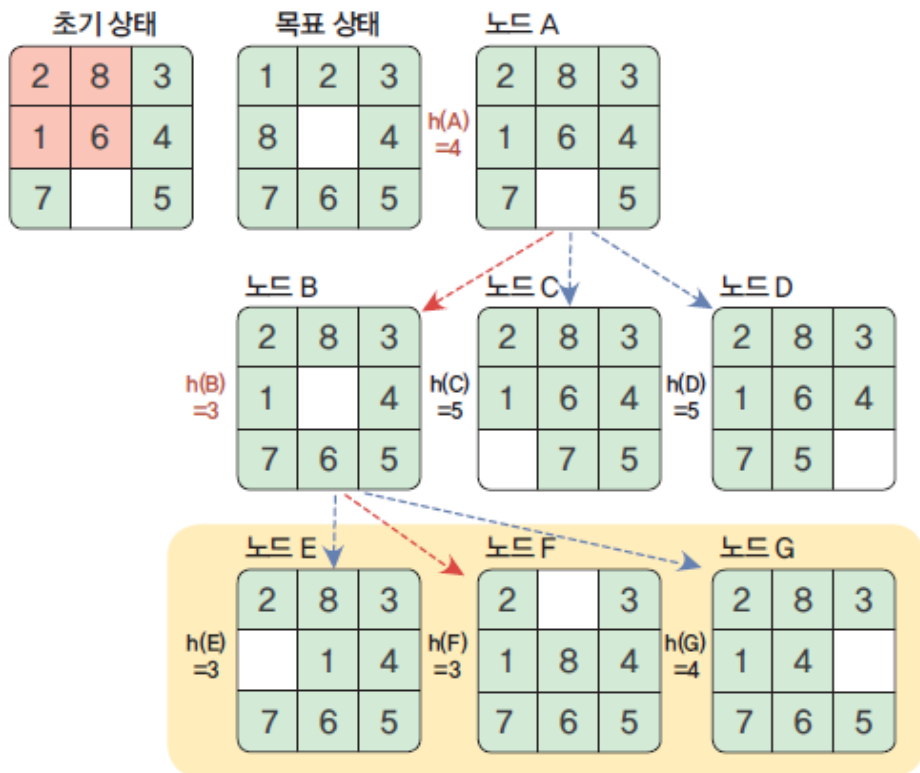 초기 상태 목표 상태 노드 A
2 8 3 1 2 3 2 8 3
1 6 4 8 4 h(A)=4 1 6 4
7 5 7 6 5 7 5
노드 B 노드 C 노드 D
2 8 3 2 8 3 2 8 3
h(B)=3 1 4 h(C)=5 1 6 4 h(D)=5 1 6 4
7 6 5 7 5 7 5
노드 E 노드 F 노드 G
2 8 3 2 3 2 8 3
h(E)=3 1 4 h(F)=3 1 8 4 h(G)=4 1 4
7 6 5 7 6 5 7 6 5